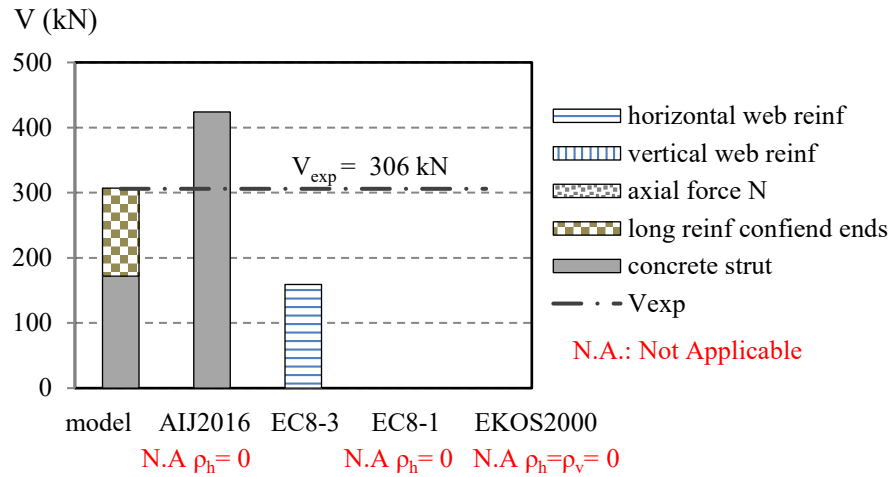 V (kN)
500
400
300
200
100
0
V_exp = 306 kN
model AIJ2016 EC8-3 EC8-1 EKOS2000
N.A ρ_h= 0 N.A ρ_h= 0 N.A ρ_h=ρ_v= 0
horizontal web reinf
vertical web reinf
axial force N
long reinf confiend ends
concrete strut
Vexp
N.A.: Not Applicable